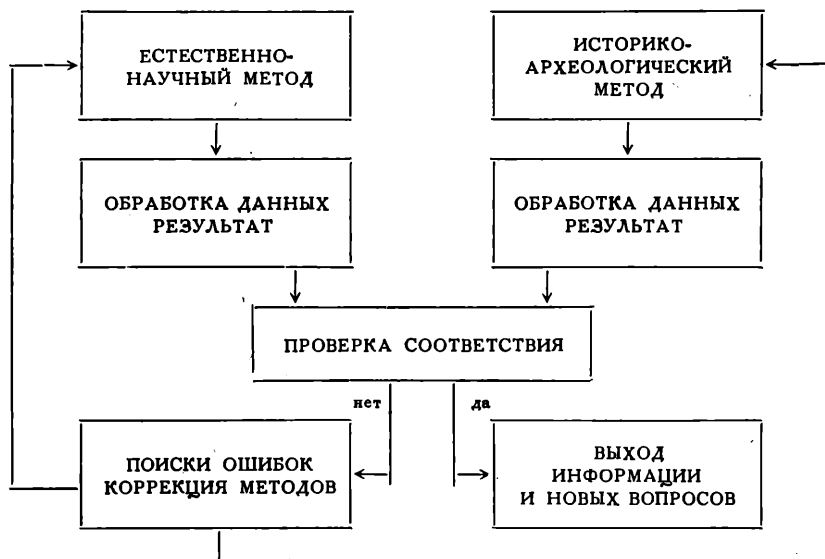 ЕСТЕСТВЕННО-
НАУЧНЫЙ МЕТОД
ИСТОРИКО-
АРХЕОЛОГИЧЕСКИЙ
МЕТОД
ОБРАБОТКА ДАННЫХ
РЕЗУЛЬТАТ
ОБРАБОТКА ДАННЫХ
РЕЗУЛЬТАТ
ПРОВЕРКА СООТВЕТСТВИЯ
нет
да
ПОИСКИ ОШИБОК
КОРРЕКЦИЯ МЕТОДОВ
ВЫХОД
ИНФОРМАЦИИ
И НОВЫХ ВОПРОСОВ